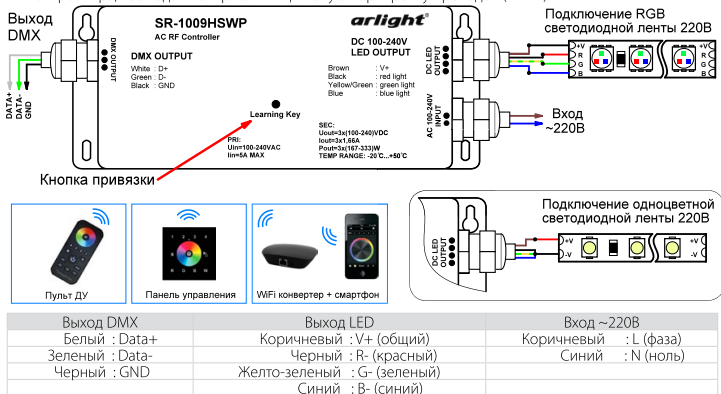 Выход
DMX
DATA+
DATA-
GND
DMX OUTPUT
SR-1009HSWP
AC RF Controller
DMX OUTPUT
White : D+
Green : D-
Black : GND
arlight®
DC 100-240V
LED OUTPUT
Brown : V+
Black : red light
Yellow/Green : green light
Blue : blue light
Learning Key
PRI:
Uin=100-240VAC
Iin=5A MAX
SEC:
Uout=3x(100-240)VDC
Iout=3x1,66A
Pout=3x(167-333)W
TEMP RANGE: -20°C...+50°C
DC LED
OUTPUT
AC 100-240V
INPUT
Подключение RGB
светодиодной ленты 220В
+V
R
G
B
+V
R
G
B
Вход
~220В
Кнопка привязки
Пульт ДУ
Панель управления
WiFi конвертер + смартфон
Подключение одноцветной
светодиодной ленты 220В
DC LED
OUTPUT
+V
-V
+V
-V
Выход DMX Выход LED Вход ~220В
Белый : Data+ Коричневый : V+ (общий) Коричневый : L (фаза)
Зеленый : Data- Черный : R- (красный) Синий : N (ноль)
Черный : GND Желто-зеленый : G- (зеленый)
Синий : B- (синий)